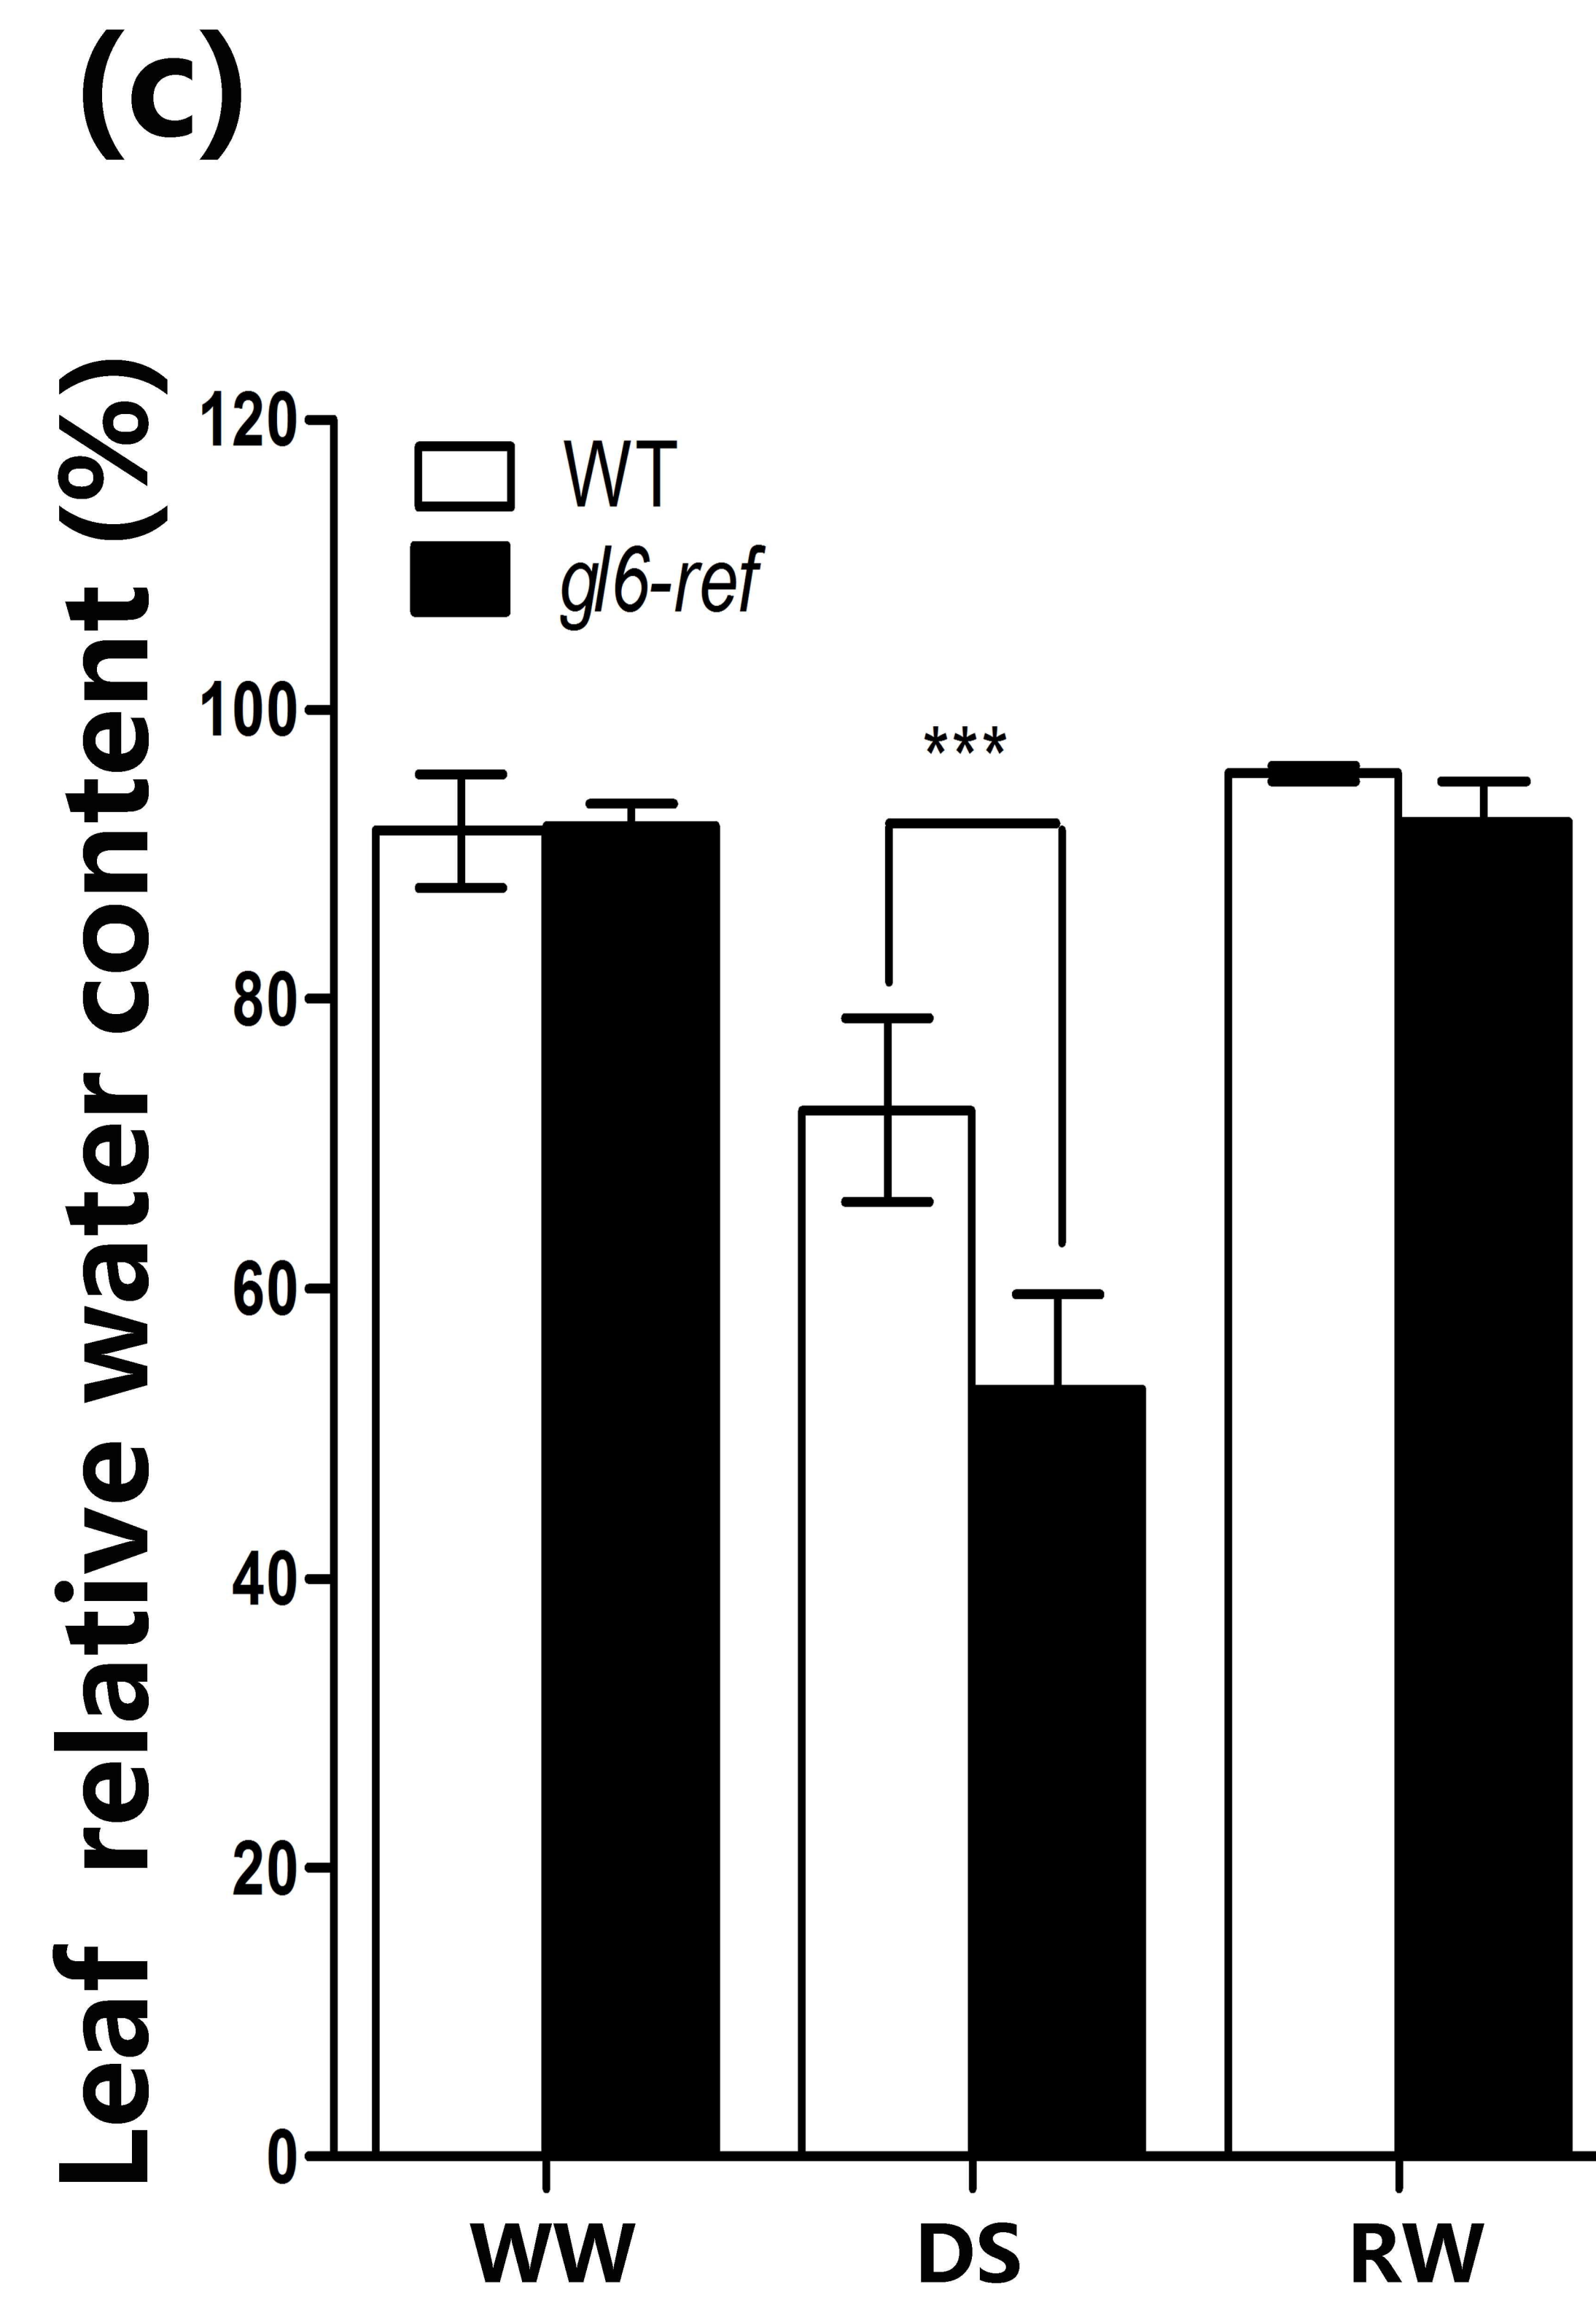 (c)
Leaf relative water content (%)
120
100
80
60
40
20
0
WT
gl6-ref
***
WW DS RW